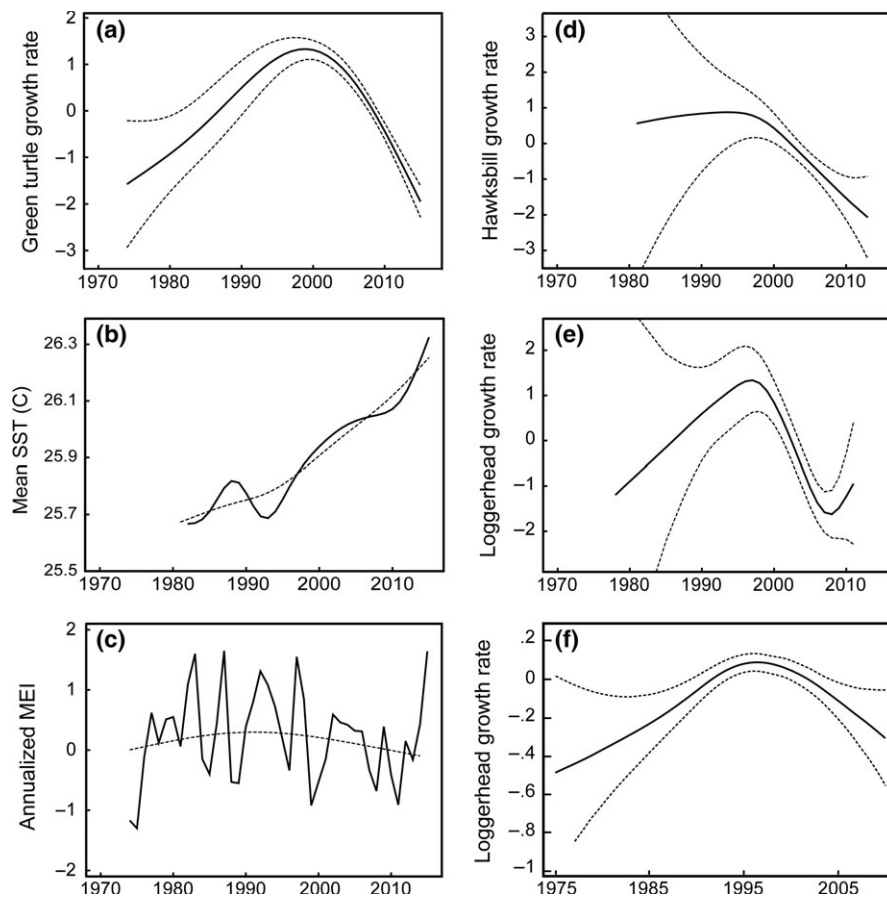 (a)
Green turtle growth rate
2
1
0
−1
−2
−3
1970 1980 1990 2000 2010
(d)
Hawksbill growth rate
3
2
1
0
−1
−2
−3
1970 1980 1990 2000 2010
(b)
Mean SST (C)
26.3
26.1
25.9
25.7
25.5
1970 1980 1990 2000 2010
(e)
Loggerhead growth rate
2
1
0
−1
−2
1970 1980 1990 2000 2010
(c)
Annualized MEI
2
1
0
−1
−2
1970 1980 1990 2000 2010
(f)
Loggerhead growth rate
.2
0
−.2
−.4
−.6
−.8
−1
1975 1985 1995 2005